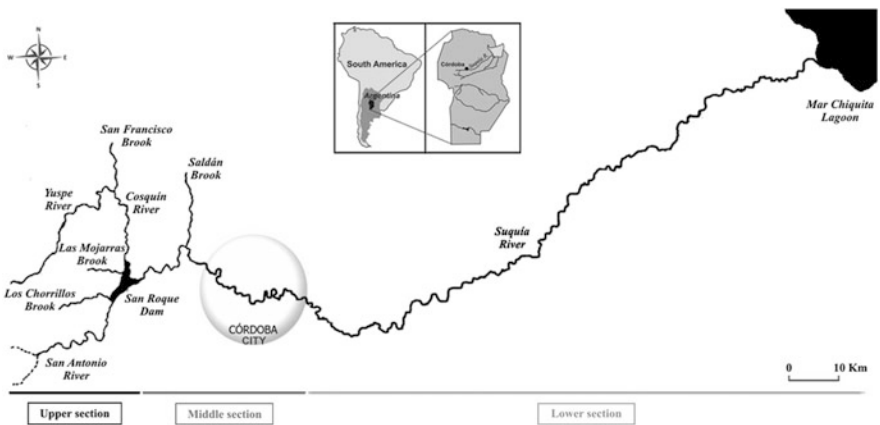 N
W
E
S
South America
Argentina
Córdoba
San Francisco
Brook
Saldán
Brook
Yuspe
River
Cosquín
River
Las Mojarras
Brook
Los Chorrillos
Brook
San Roque
Dam
San Antonio
River
CÓRDOBA
CITY
Suquía
River
Mar Chiquita
Lagoon
0
10 Km
Upper section
Middle section
Lower section